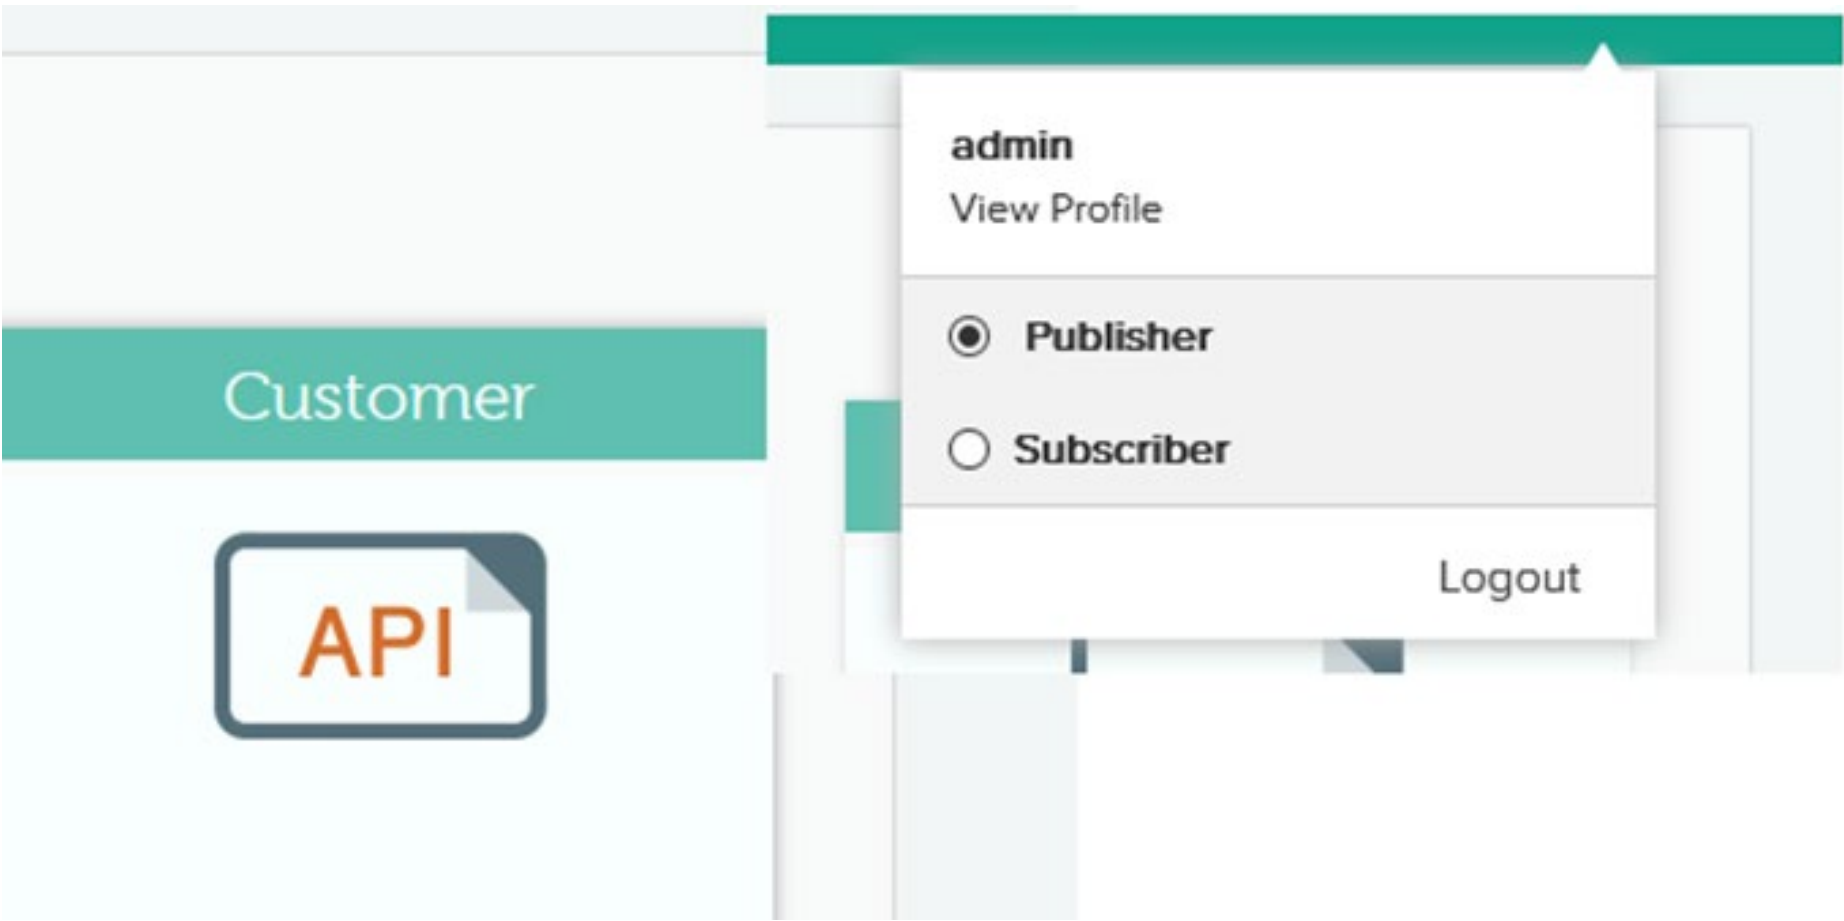 Customer
API
admin
View Profile
Publisher
Subscriber
Logout